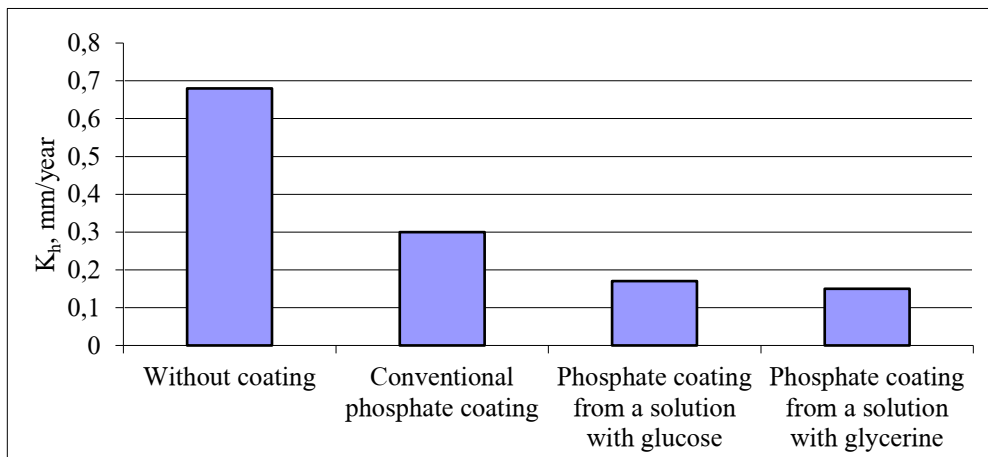 0,8
0,7
0,6
0,5
0,4
0,3
0,2
0,1
0
K_h, mm/year
Without coating
Conventional
phosphate coating
Phosphate coating
from a solution
with glucose
Phosphate coating
from a solution
with glycerine